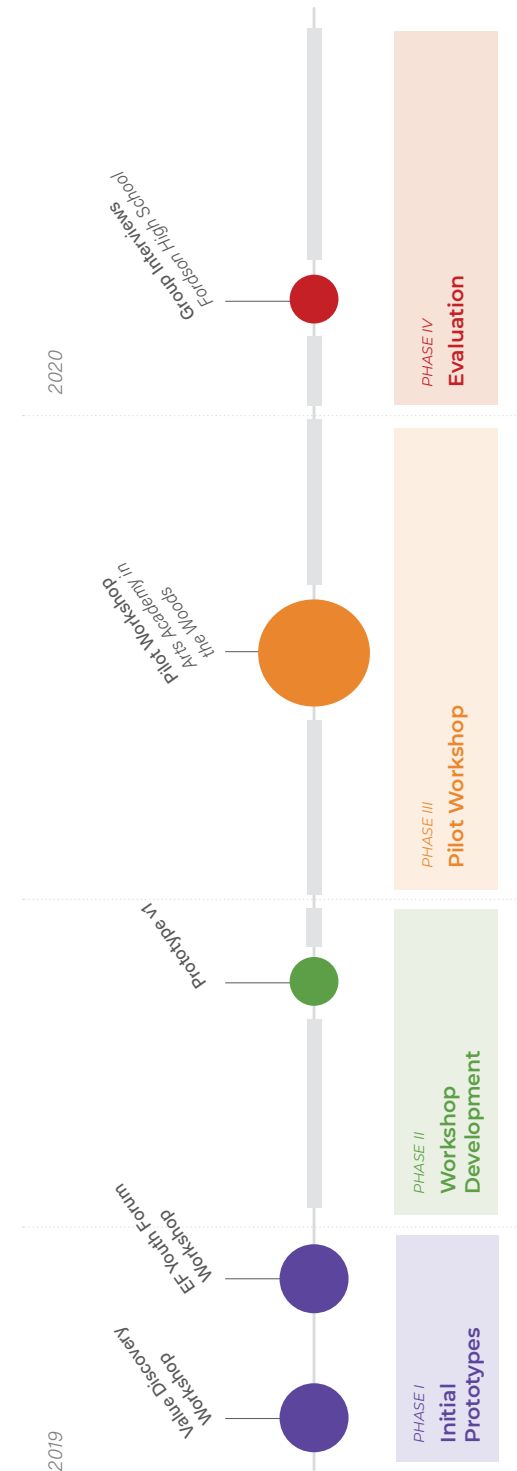 2019
2020
Value Discovery
Workshop
EF Youth Forum
Workshop
Prototype v1
Pilot Workshop
Arts Academy in
the Woods
Group Interviews
Fordson High School
PHASE I
Initial
Prototypes
PHASE II
Workshop
Development
PHASE III
Pilot Workshop
PHASE IV
Evaluation